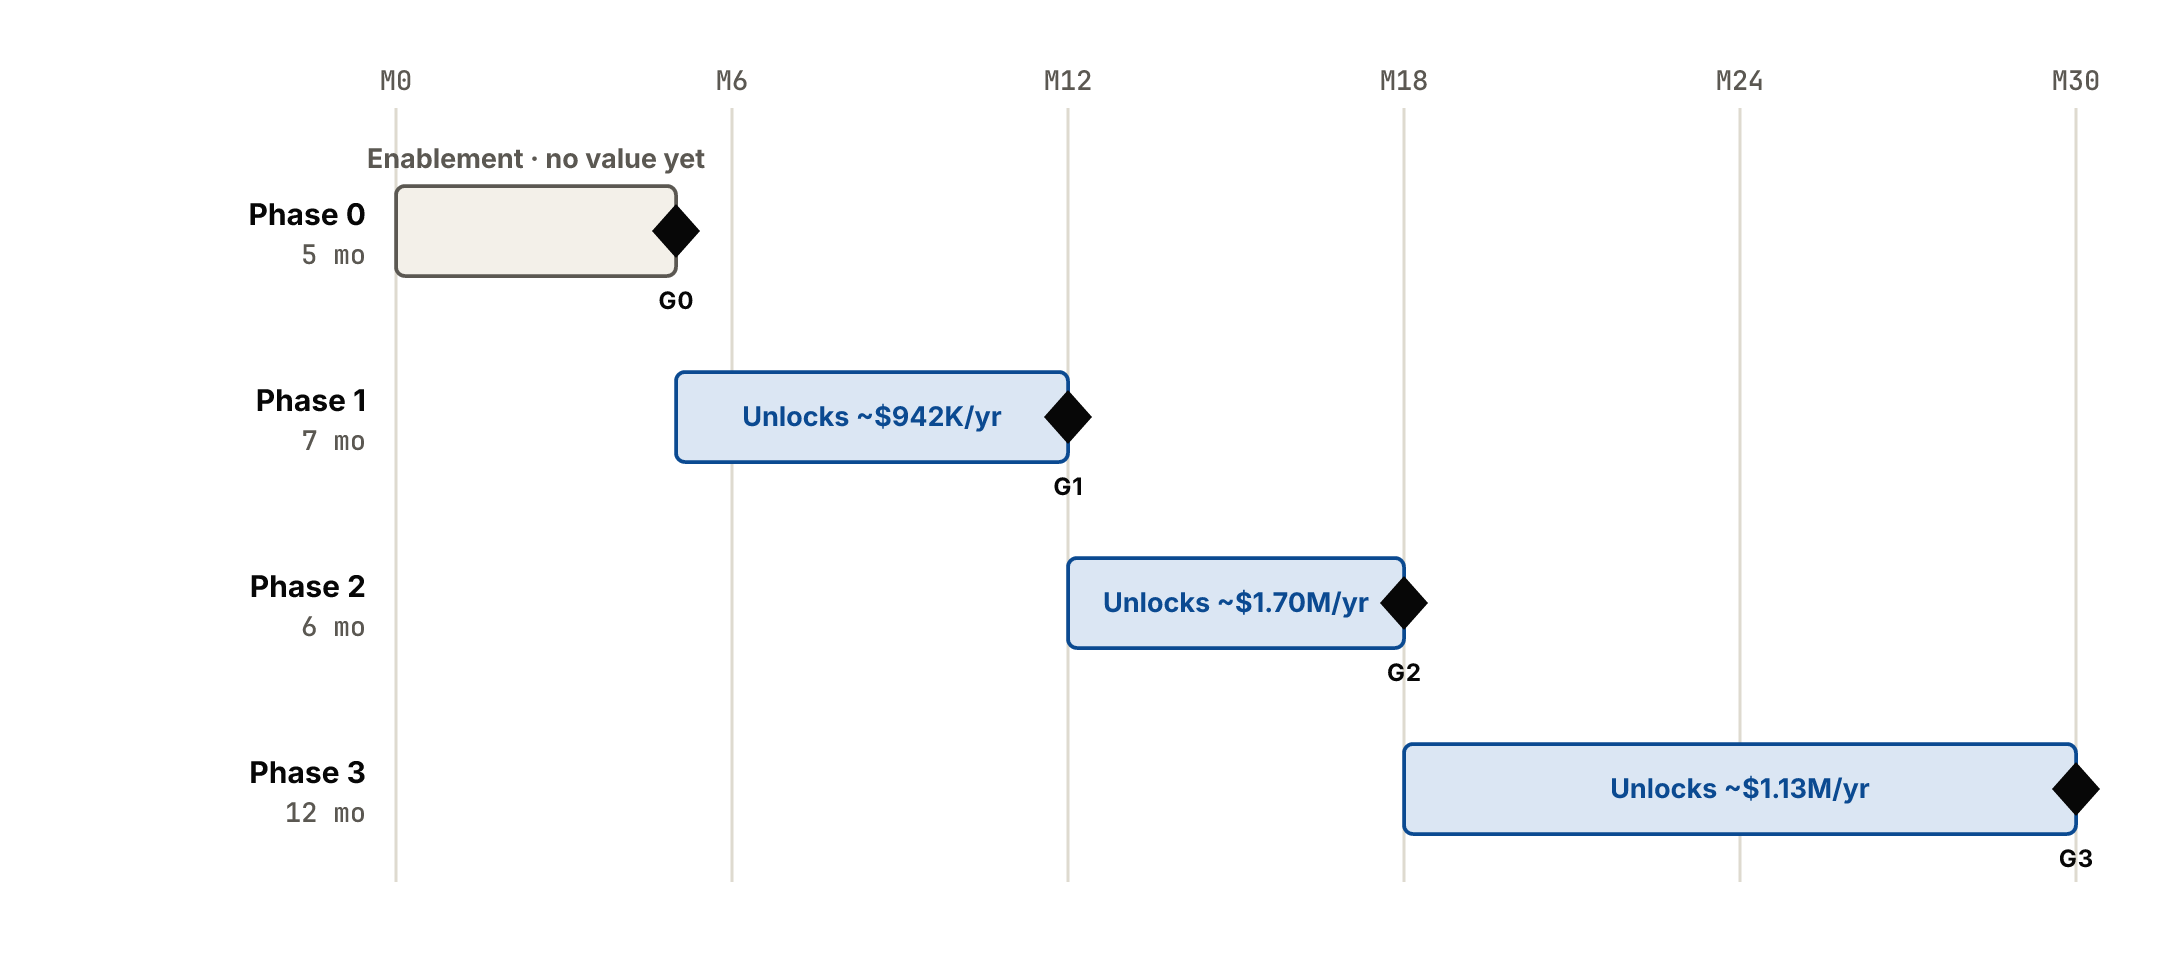 M0 M6 M12 M18 M24 M30
Enablement · no value yet
Phase 0
5 mo
G0
Phase 1
7 mo
Unlocks ~$942K/yr
G1
Phase 2
6 mo
Unlocks ~$1.70M/yr
G2
Phase 3
12 mo
Unlocks ~$1.13M/yr
G3